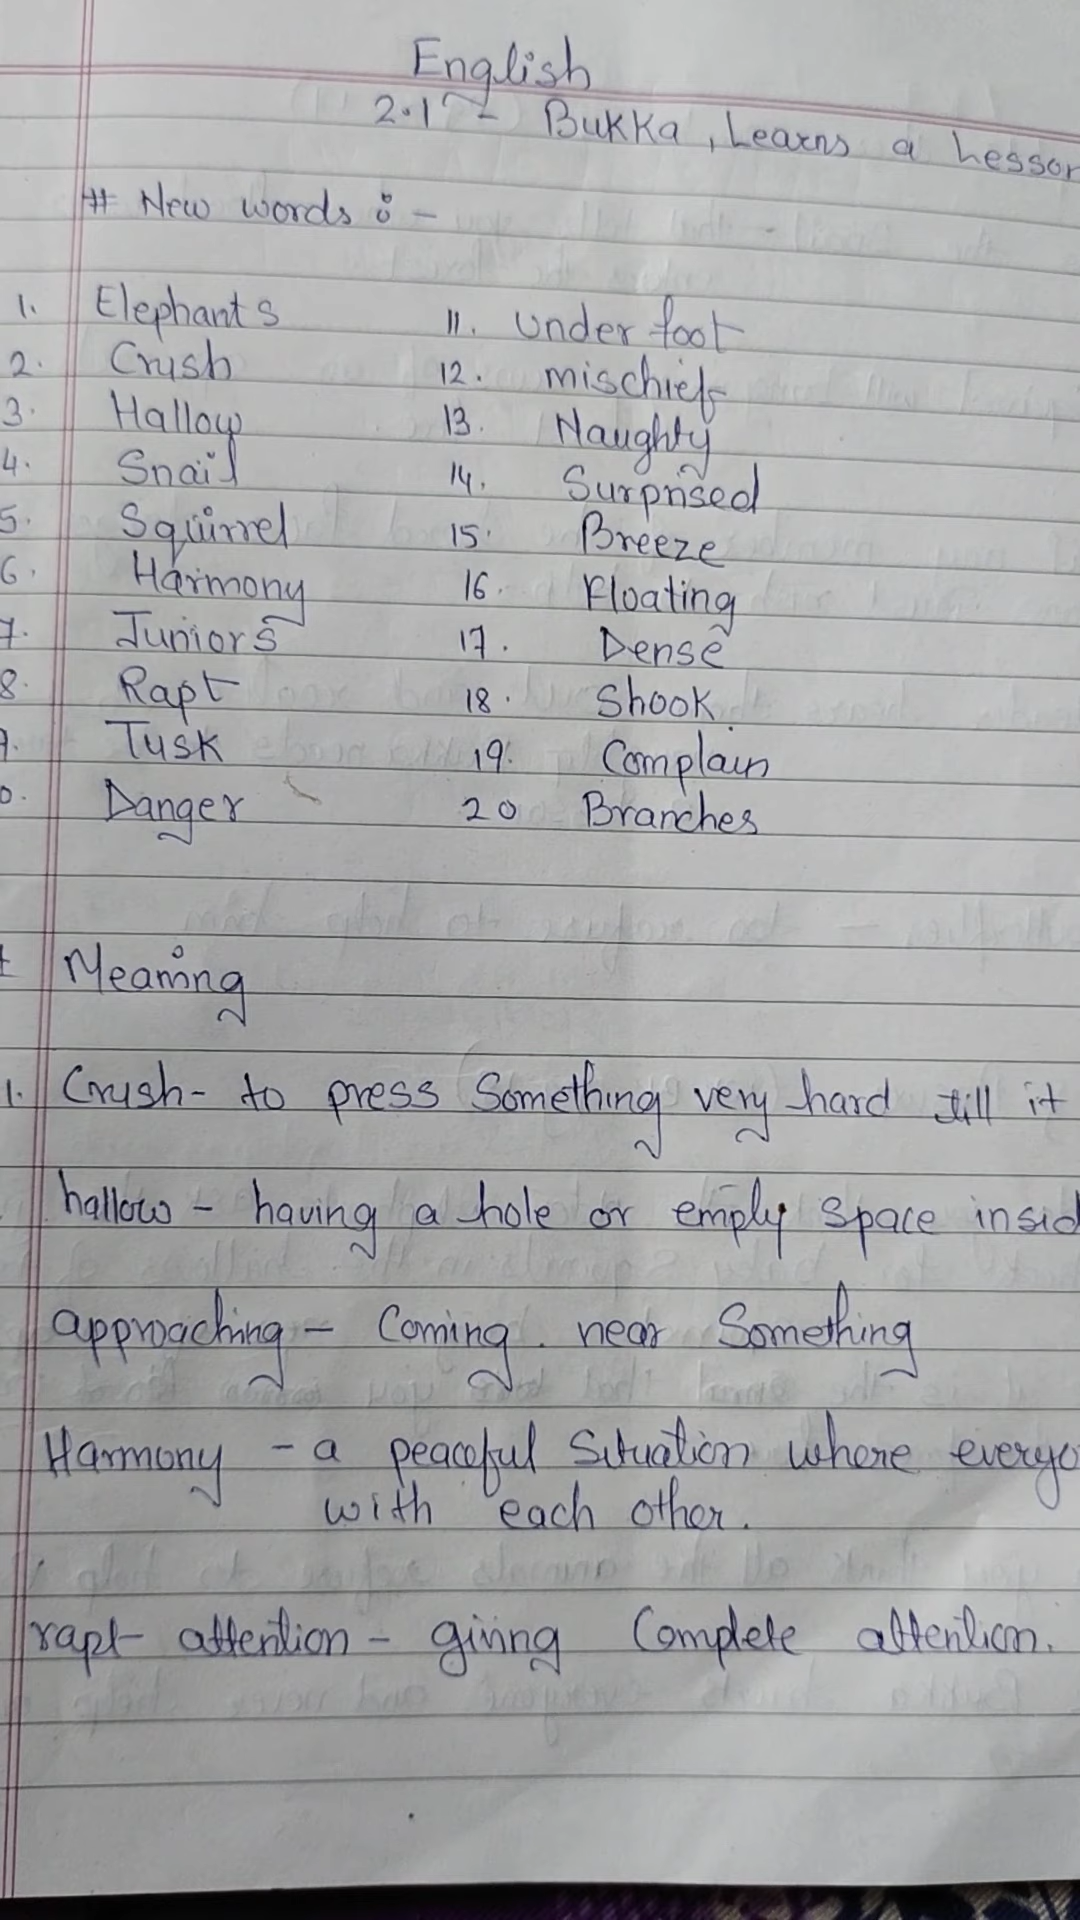 English
2.1 - Bukka, Learns a Lesson
# New words :-
1. Elephants 11. under foot
2. Crush 12. mischief
3. Hallow 13. Naughty
4. Snail 14. Surprised
5. Squirrel 15. Breeze
6. Harmony 16. Floating
7. Juniors 17. Dense
8. Rapt 18. Shook
9. Tusk 19. Complain
0. Danger 20 Branches
Meaning
1. Crush- to press Something very hard till it
hallow - having a hole or empty space insid
approaching - Coming near Something
Harmony - a peaceful Situation where everyo
with each other.
rapt attention - giving Complete attention.